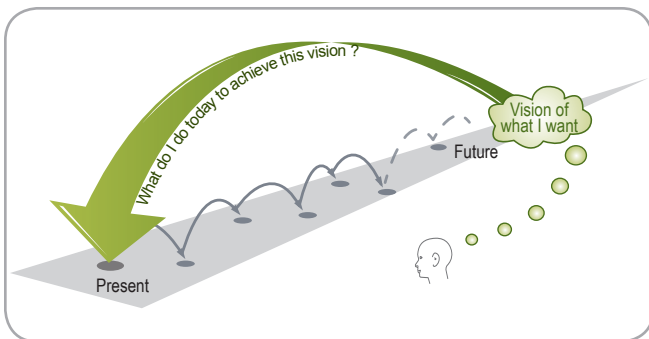 What do I do today to achieve this vision ?
Vision of
what I want
Future
Present